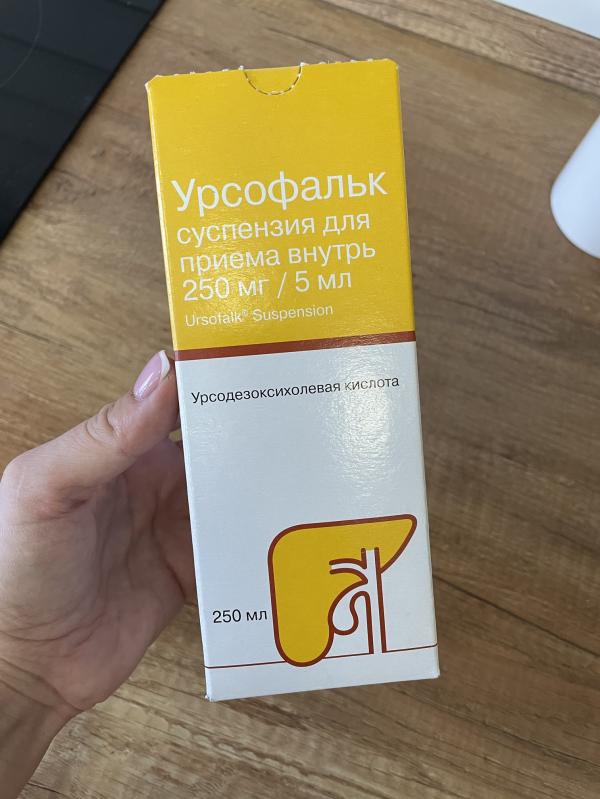 Урсофальк
суспензия для
приема внутрь
250 мг / 5 мл
Ursofalk® Suspension
Урсодезоксихолевая кислота
250 мл